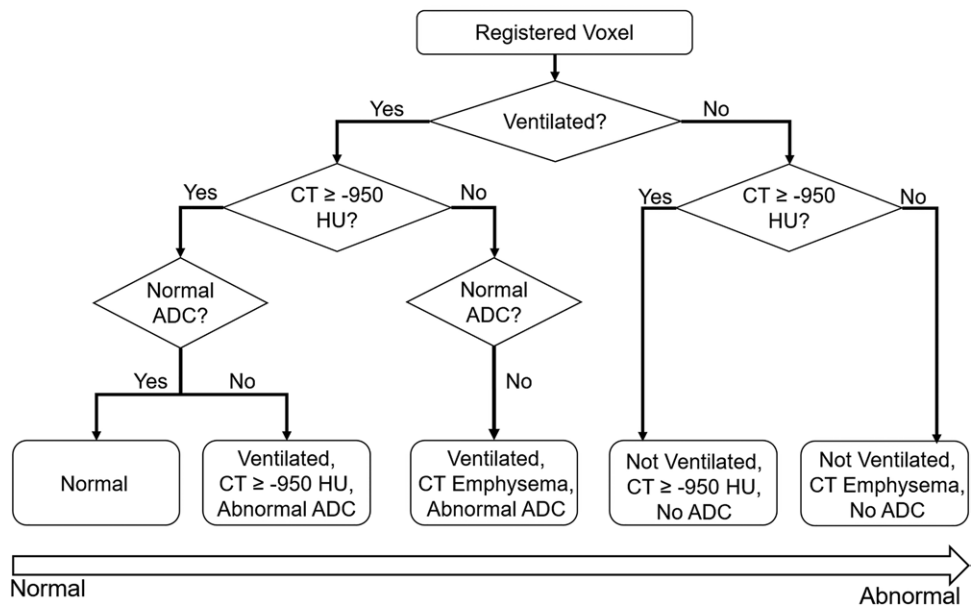 Registered Voxel
Yes
Ventilated?
No
Yes
CT ≥ -950
HU?
No
Yes
CT ≥ -950
HU?
No
Normal
ADC?
Normal
ADC?
Yes
No
No
Normal
Ventilated,
CT ≥ -950 HU,
Abnormal ADC
Ventilated,
CT Emphysema,
Abnormal ADC
Not Ventilated,
CT ≥ -950 HU,
No ADC
Not Ventilated,
CT Emphysema,
No ADC
Normal
Abnormal